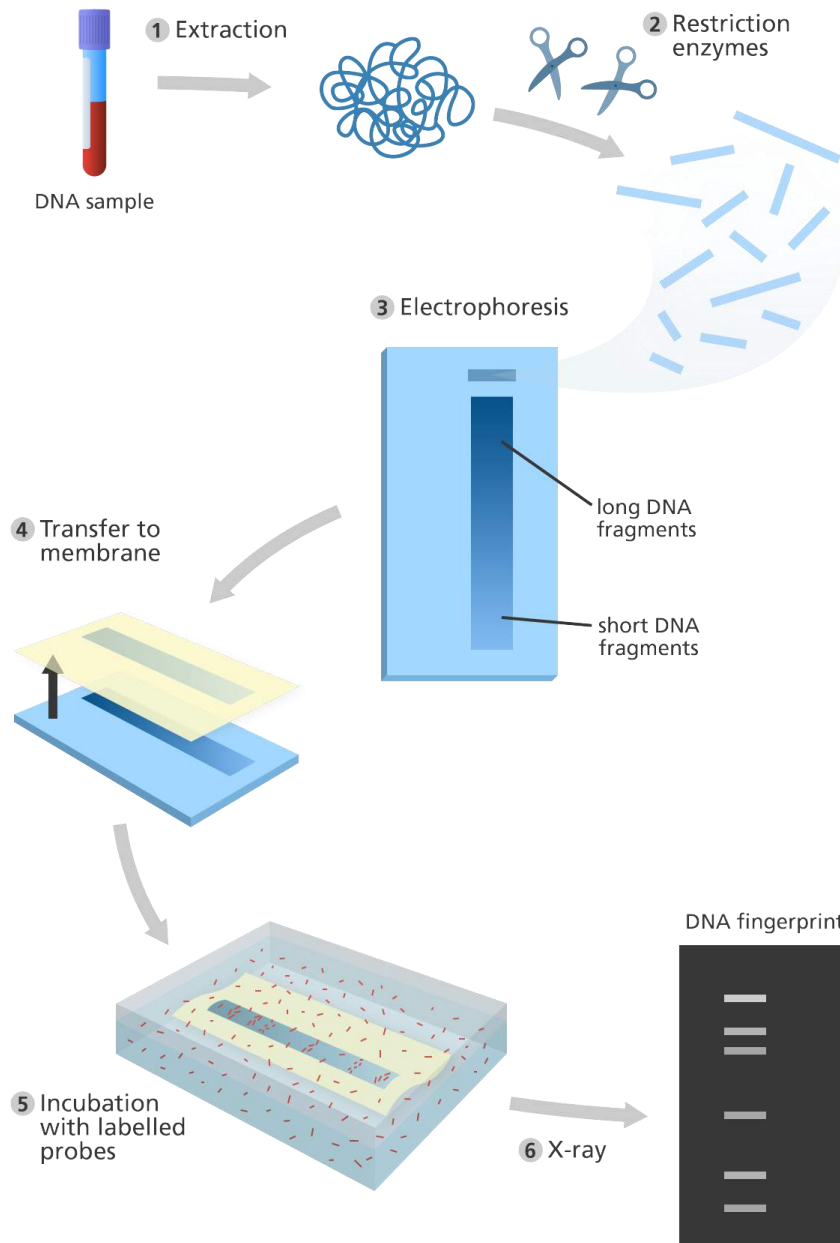 1 Extraction
2 Restriction
enzymes
DNA sample
3 Electrophoresis
long DNA
fragments
short DNA
fragments
4 Transfer to
membrane
5 Incubation
with labelled
probes
6 X-ray
DNA fingerprint